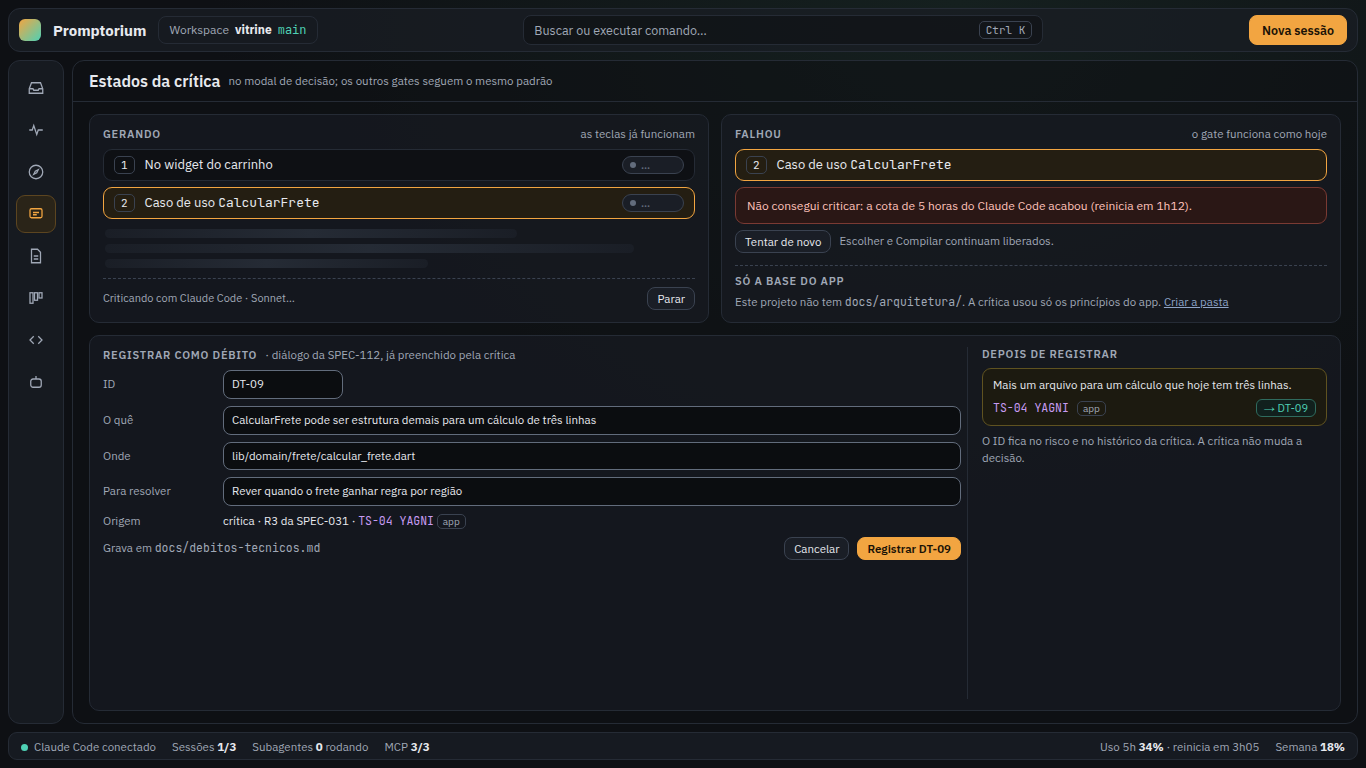 Promptorium
Workspace vitrine main
Buscar ou executar comando...
Ctrl K
Nova sessão
Estados da crítica no modal de decisão; os outros gates seguem o mesmo padrão
GERANDO
as teclas já funcionam
1 No widget do carrinho ...
2 Caso de uso CalcularFrete ...
Criticando com Claude Code · Sonnet...
Parar
FALHOU
o gate funciona como hoje
2 Caso de uso CalcularFrete
Não consegui criticar: a cota de 5 horas do Claude Code acabou (reinicia em 1h12).
Tentar de novo
Escolher e Compilar continuam liberados.
SÓ A BASE DO APP
Este projeto não tem docs/arquitetura/. A crítica usou só os princípios do app. Criar a pasta
REGISTRAR COMO DÉBITO · diálogo da SPEC-112, já preenchido pela crítica
ID DT-09
O quê CalcularFrete pode ser estrutura demais para um cálculo de três linhas
Onde lib/domain/frete/calcular_frete.dart
Para resolver Rever quando o frete ganhar regra por região
Origem crítica · R3 da SPEC-031 · TS-04 YAGNI app
Grava em docs/debitos-tecnicos.md
Cancelar
Registrar DT-09
DEPOIS DE REGISTRAR
Mais um arquivo para um cálculo que hoje tem três linhas.
TS-04 YAGNI app → DT-09
O ID fica no risco e no histórico da crítica. A crítica não muda a
decisão.
Claude Code conectado Sessões 1/3 Subagentes 0 rodando MCP 3/3
Uso 5h 34% · reinicia em 3h05 Semana 18%